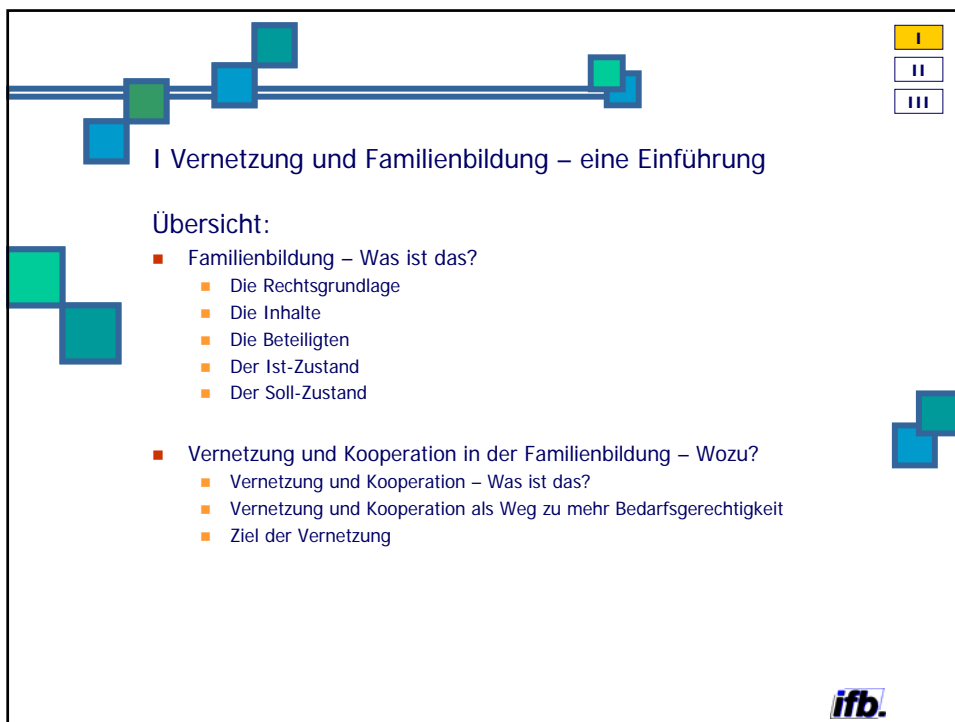 I
II
III
I Vernetzung und Familienbildung – eine Einführung
Übersicht:
Familienbildung – Was ist das?
Die Rechtsgrundlage
Die Inhalte
Die Beteiligten
Der Ist-Zustand
Der Soll-Zustand
Vernetzung und Kooperation in der Familienbildung – Wozu?
Vernetzung und Kooperation – Was ist das?
Vernetzung und Kooperation als Weg zu mehr Bedarfsgerechtigkeit
Ziel der Vernetzung
ifb.